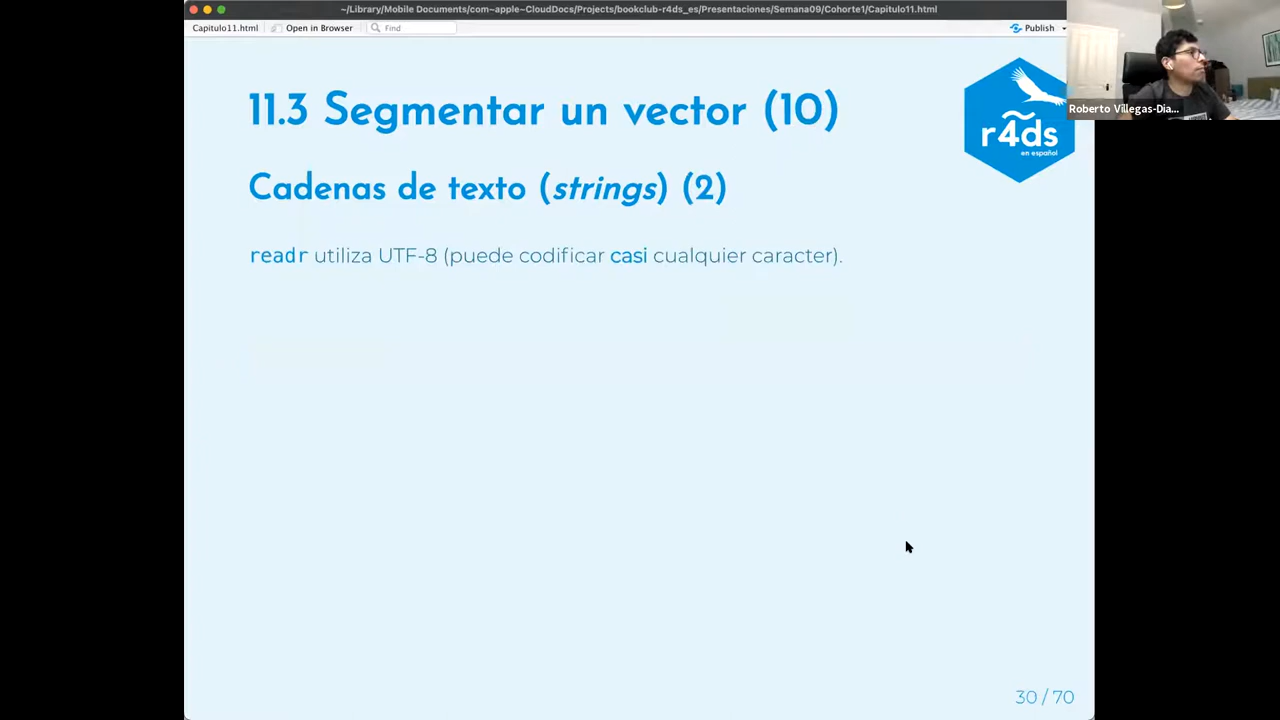 ~/Library/Mobile Documents/com~apple~CloudDocs/Projects/bookclub-r4ds_es/Presentaciones/Semana09/Cohorte1/Capitulo11.html
Capitulo11.html
Open in Browser
Find
Publish
11.3 Segmentar un vector (10)
r4̃ds
en español
Roberto Villegas-Dia...
Cadenas de texto (strings) (2)
readr utiliza UTF-8 (puede codificar casi cualquier caracter).
30 / 70